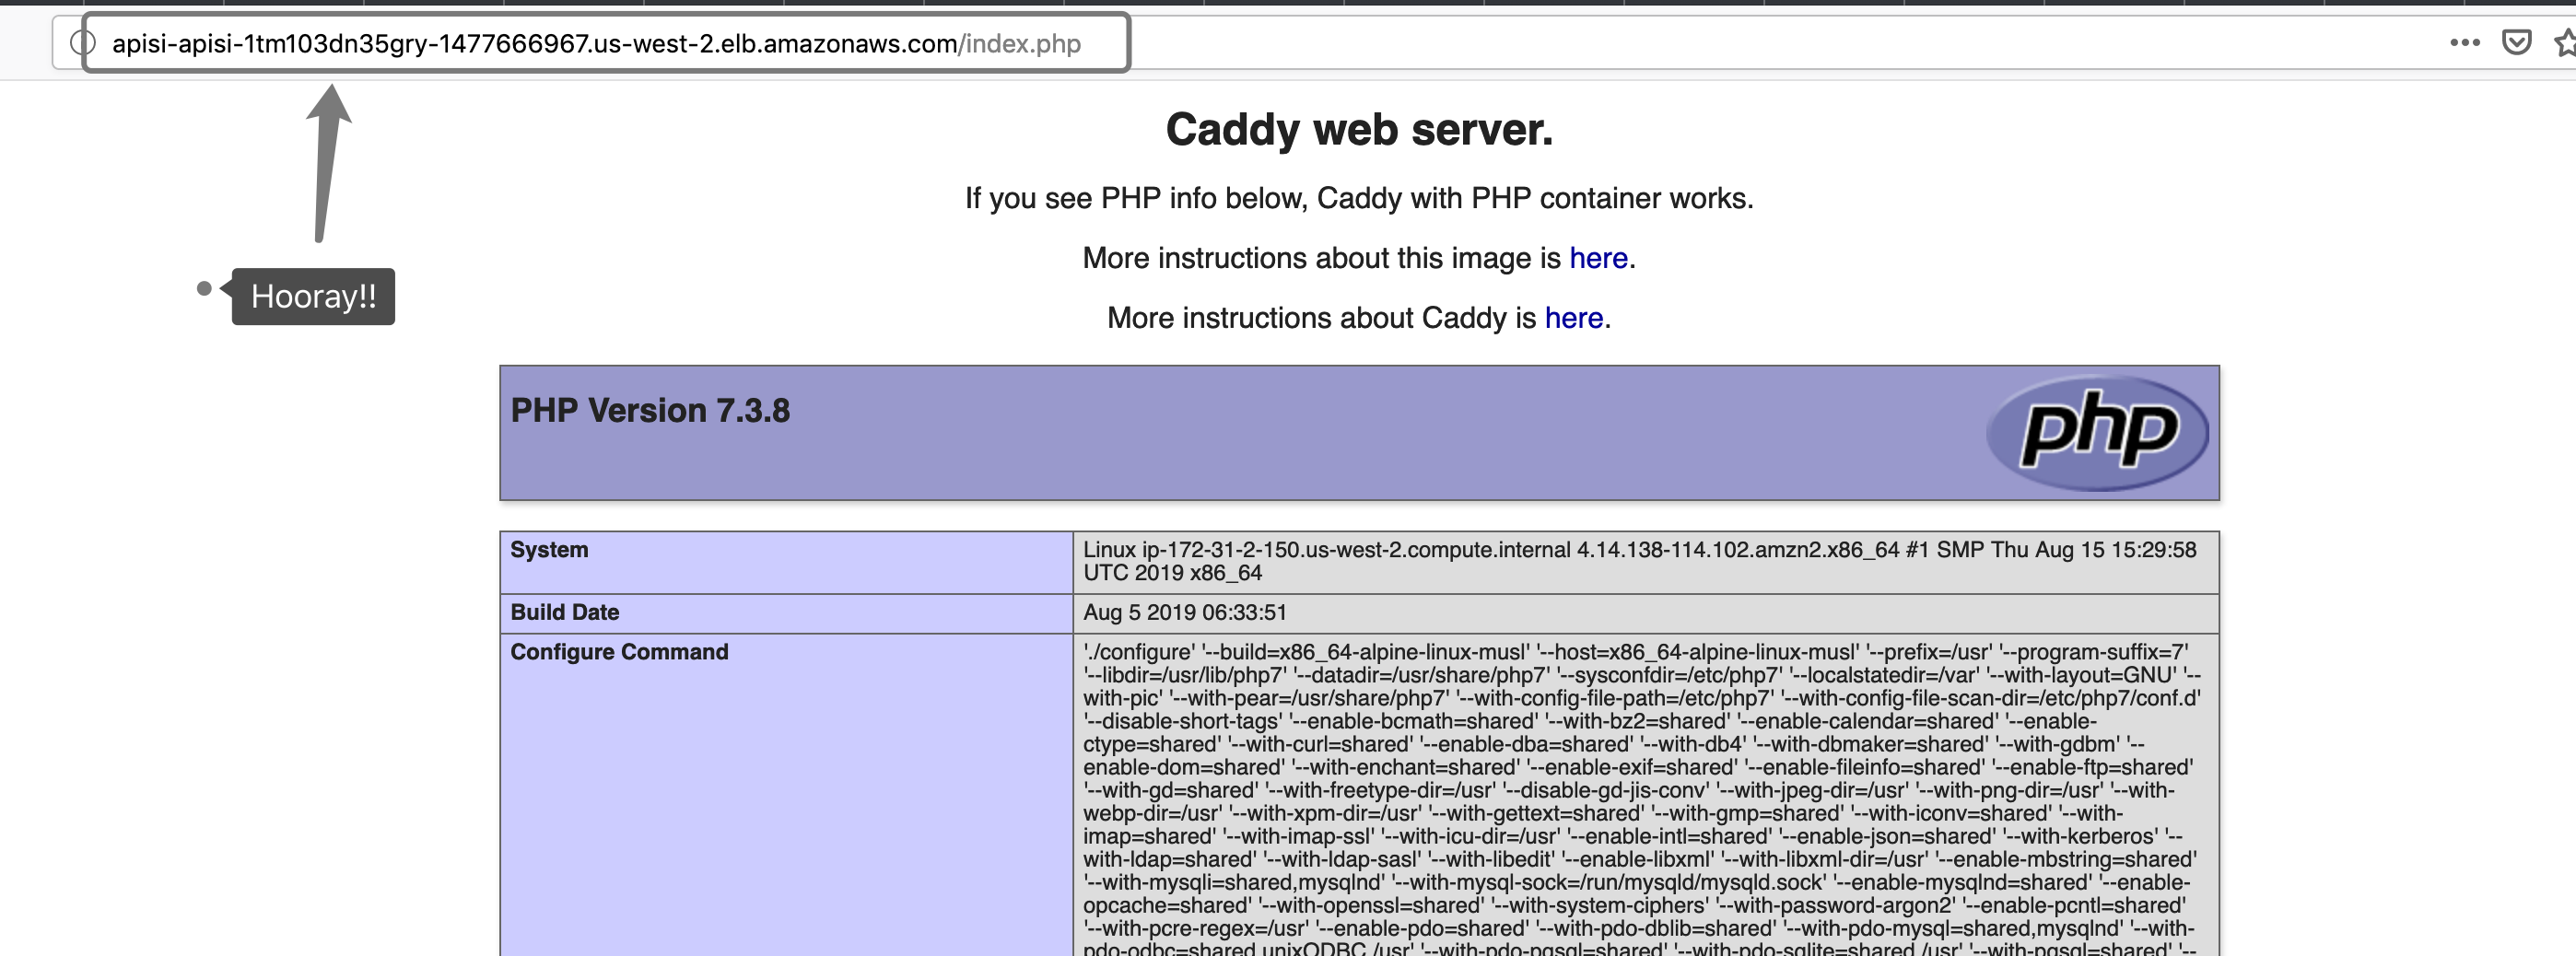 apisi-apisi-1tm103dn35gry-1477666967.us-west-2.elb.amazonaws.com/index.php
Hooray!!
Caddy web server.
If you see PHP info below, Caddy with PHP container works.
More instructions about this image is here.
More instructions about Caddy is here.
PHP Version 7.3.8
php
System
Linux ip-172-31-2-150.us-west-2.compute.internal 4.14.138-114.102.amzn2.x86_64 #1 SMP Thu Aug 15 15:29:58
UTC 2019 x86_64
Build Date
Aug 5 2019 06:33:51
Configure Command
'./configure' '--build=x86_64-alpine-linux-musl' '--host=x86_64-alpine-linux-musl' '--prefix=/usr' '--program-suffix=7'
'--libdir=/usr/lib/php7' '--datadir=/usr/share/php7' '--sysconfdir=/etc/php7' '--localstatedir=/var' '--with-layout=GNU' '--
with-pic' '--with-pear=/usr/share/php7' '--with-config-file-path=/etc/php7' '--with-config-file-scan-dir=/etc/php7/conf.d'
'--disable-short-tags' '--enable-bcmath=shared' '--with-bz2=shared' '--enable-calendar=shared' '--enable-
ctype=shared' '--with-curl=shared' '--enable-dba=shared' '--with-db4' '--with-dbmaker=shared' '--with-gdbm' '--
enable-dom=shared' '--with-enchant=shared' '--enable-exif=shared' '--enable-fileinfo=shared' '--enable-ftp=shared'
'--with-gd=shared' '--with-freetype-dir=/usr' '--disable-gd-jis-conv' '--with-jpeg-dir=/usr' '--with-png-dir=/usr' '--with-
webp-dir=/usr' '--with-xpm-dir=/usr' '--with-gettext=shared' '--with-gmp=shared' '--with-iconv=shared' '--with-
imap=shared' '--with-imap-ssl' '--with-icu-dir=/usr' '--enable-intl=shared' '--enable-json=shared' '--with-kerberos' '--
with-ldap=shared' '--with-ldap-sasl' '--with-libedit' '--enable-libxml' '--with-libxml-dir=/usr' '--enable-mbstring=shared'
'--with-mysqli=shared,mysqlnd' '--with-mysql-sock=/run/mysqld/mysqld.sock' '--enable-mysqlnd=shared' '--enable-
opcache=shared' '--with-openssl=shared' '--with-system-ciphers' '--with-password-argon2' '--enable-pcntl=shared'
'--with-pcre-regex=/usr' '--enable-pdo=shared' '--with-pdo-dblib=shared' '--with-pdo-mysql=shared,mysqlnd' '--with-
pdo-odbc=shared,unixODBC,/usr' '--with-pdo-pgsql=shared' '--with-pdo-sqlite=shared,/usr' '--with-pgsql=shared' '--